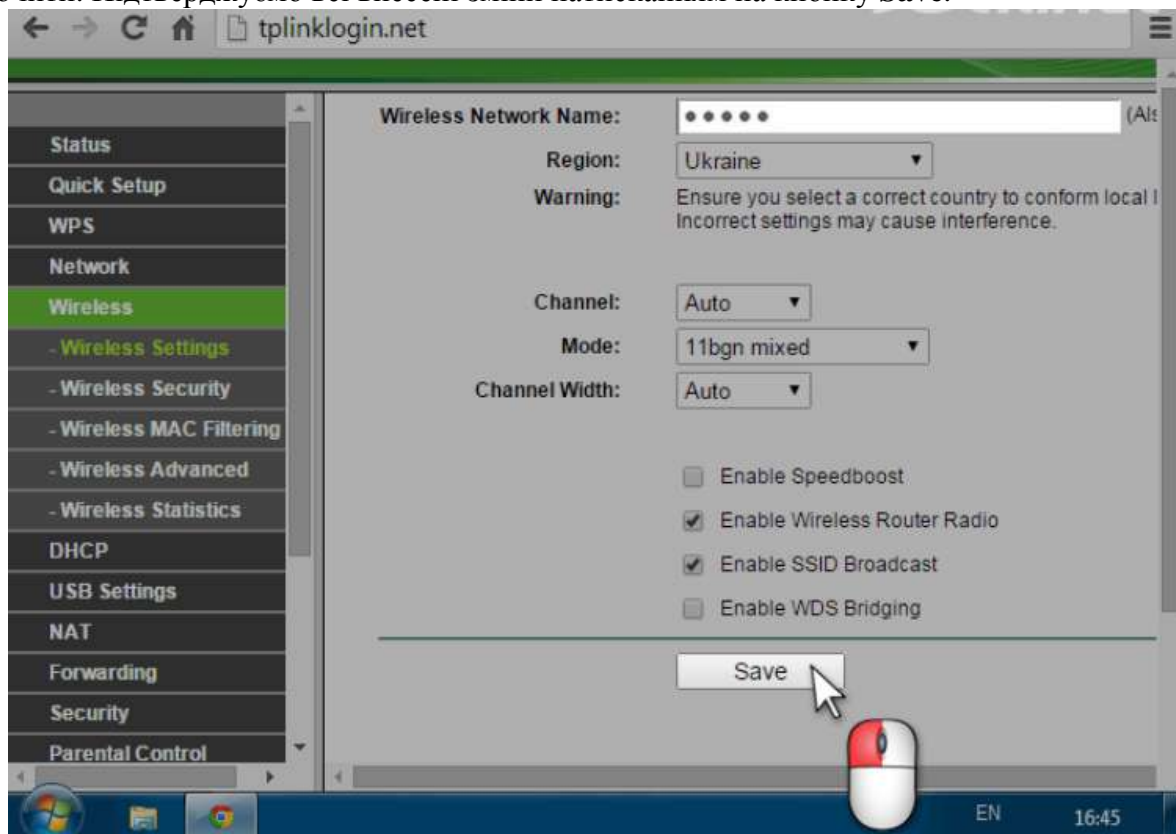 tplinklogin.net
Status
Quick Setup
WPS
Network
Wireless
- Wireless Settings
- Wireless Security
- Wireless MAC Filtering
- Wireless Advanced
- Wireless Statistics
DHCP
USB Settings
NAT
Forwarding
Security
Parental Control
Wireless Network Name: •••••
Region: Ukraine
Warning: Ensure you select a correct country to conform local
Incorrect settings may cause interference.
Channel: Auto
Mode: 11bgn mixed
Channel Width: Auto
Enable Speedboost
Enable Wireless Router Radio
Enable SSID Broadcast
Enable WDS Bridging
Save
EN 16:45